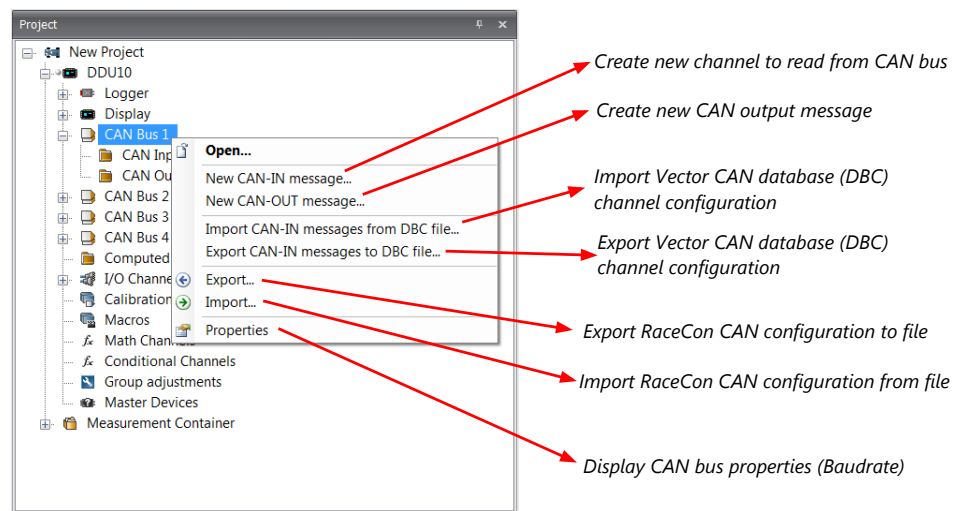 Project
New Project
DDU10
Logger
Display
CAN Bus 1
CAN Inp
CAN Ou
CAN Bus 2
CAN Bus 3
CAN Bus 4
Computed
I/O Channe
Calibration
Macros
Math Chan
Conditional Channels
Group adjustments
Master Devices
Measurement Container
Open...
New CAN-IN message...
New CAN-OUT message...
Import CAN-IN messages from DBC file...
Export CAN-IN messages to DBC file...
Export...
Import...
Properties
Create new channel to read from CAN bus
Create new CAN output message
Import Vector CAN database (DBC)
channel configuration
Export Vector CAN database (DBC)
channel configuration
Export RaceCon CAN configuration to file
Import RaceCon CAN configuration from file
Display CAN bus properties (Baudrate)